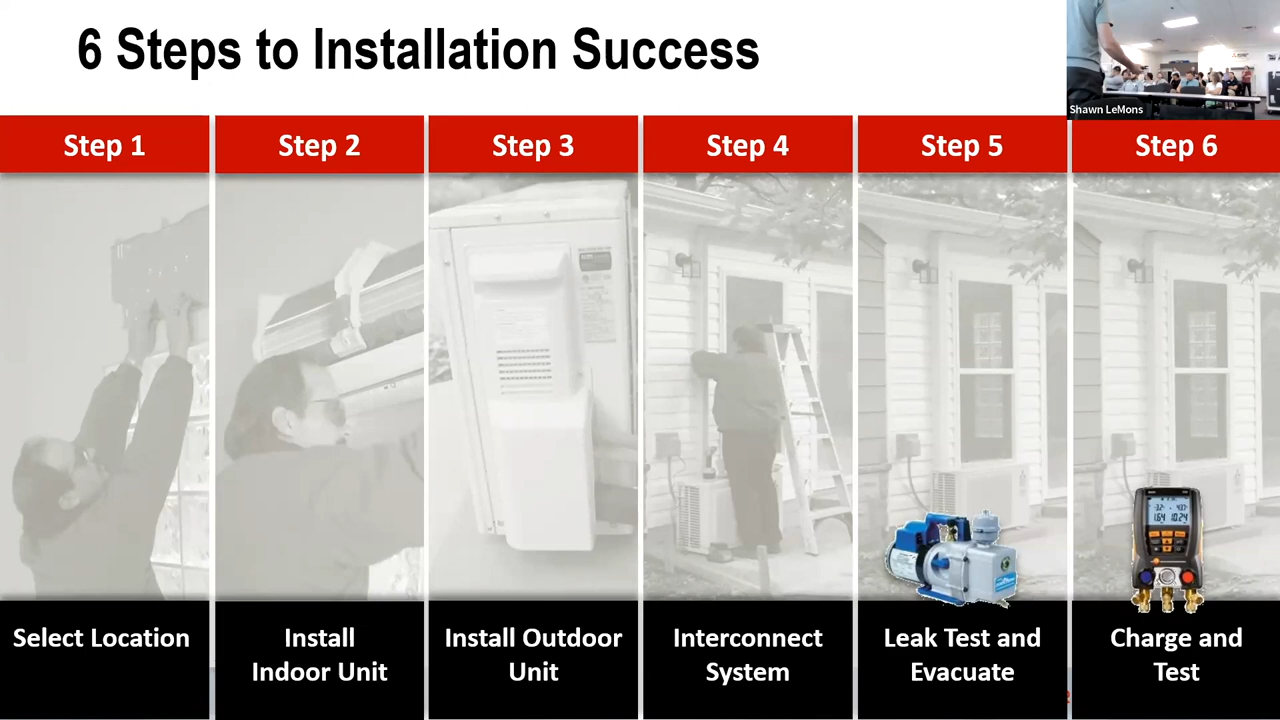 6 Steps to Installation Success
Shawn LeMons
Step 1
Step 2
Step 3
Step 4
Step 5
Step 6
Select Location
Install
Indoor Unit
Install Outdoor
Unit
Interconnect
System
Leak Test and
Evacuate
Charge and
Test